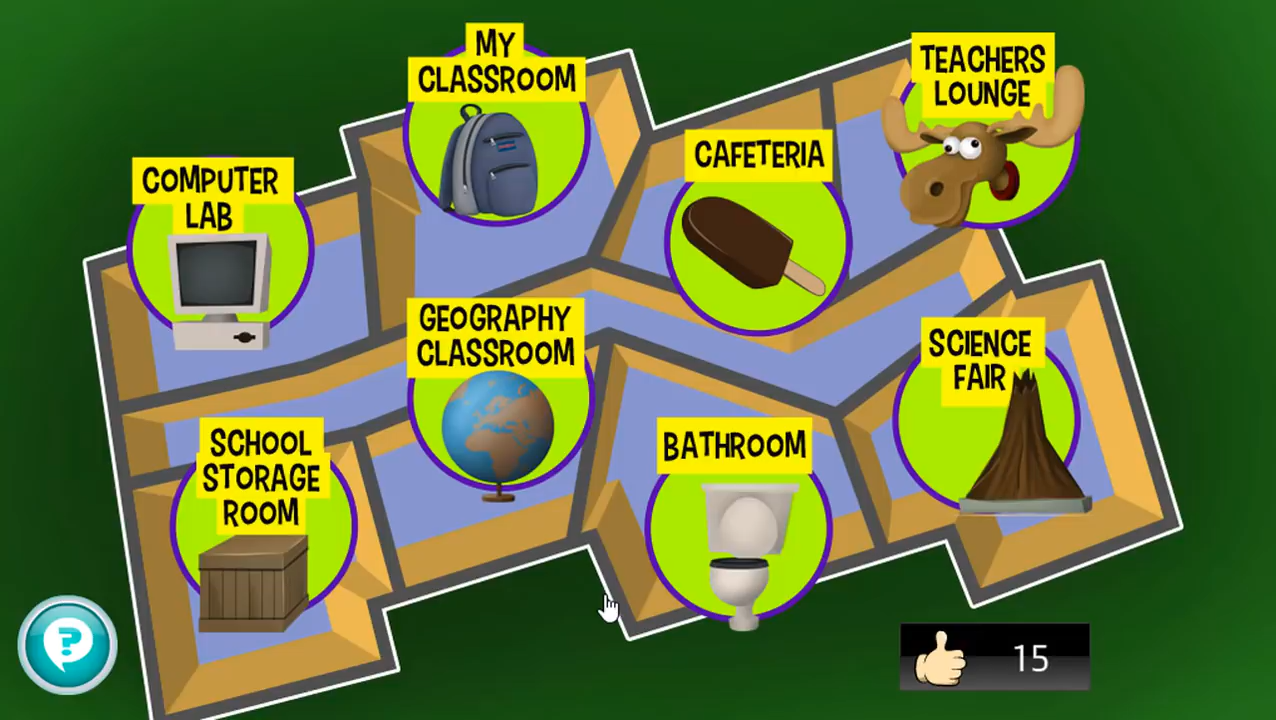 MY
CLASSROOM
TEACHERS
LOUNGE
CAFETERIA
COMPUTER
LAB
GEOGRAPHY
CLASSROOM
SCIENCE
FAIR
SCHOOL
STORAGE
ROOM
BATHROOM
?
15